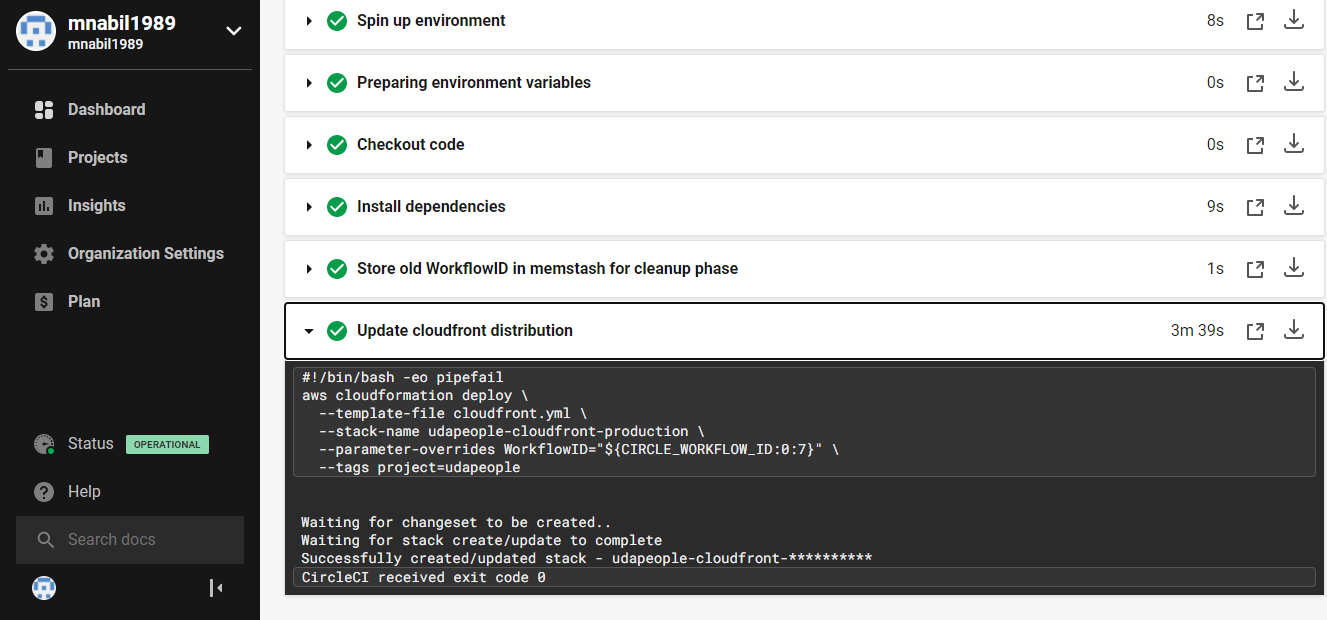 mnabil1989
mnabil1989
Dashboard
Projects
Insights
Organization Settings
Plan
Status OPERATIONAL
Help
Search docs
Spin up environment 8s
Preparing environment variables 0s
Checkout code 0s
Install dependencies 9s
Store old WorkflowID in memstash for cleanup phase 1s
Update cloudfront distribution 3m 39s
#!/bin/bash -eo pipefail
aws cloudformation deploy \
  --template-file cloudfront.yml \
  --stack-name udapeople-cloudfront-production \
  --parameter-overrides WorkflowID="${CIRCLE_WORKFLOW_ID:0:7}" \
  --tags project=udapeople
Waiting for changeset to be created..
Waiting for stack create/update to complete
Successfully created/updated stack - udapeople-cloudfront-**********
CircleCI received exit code 0